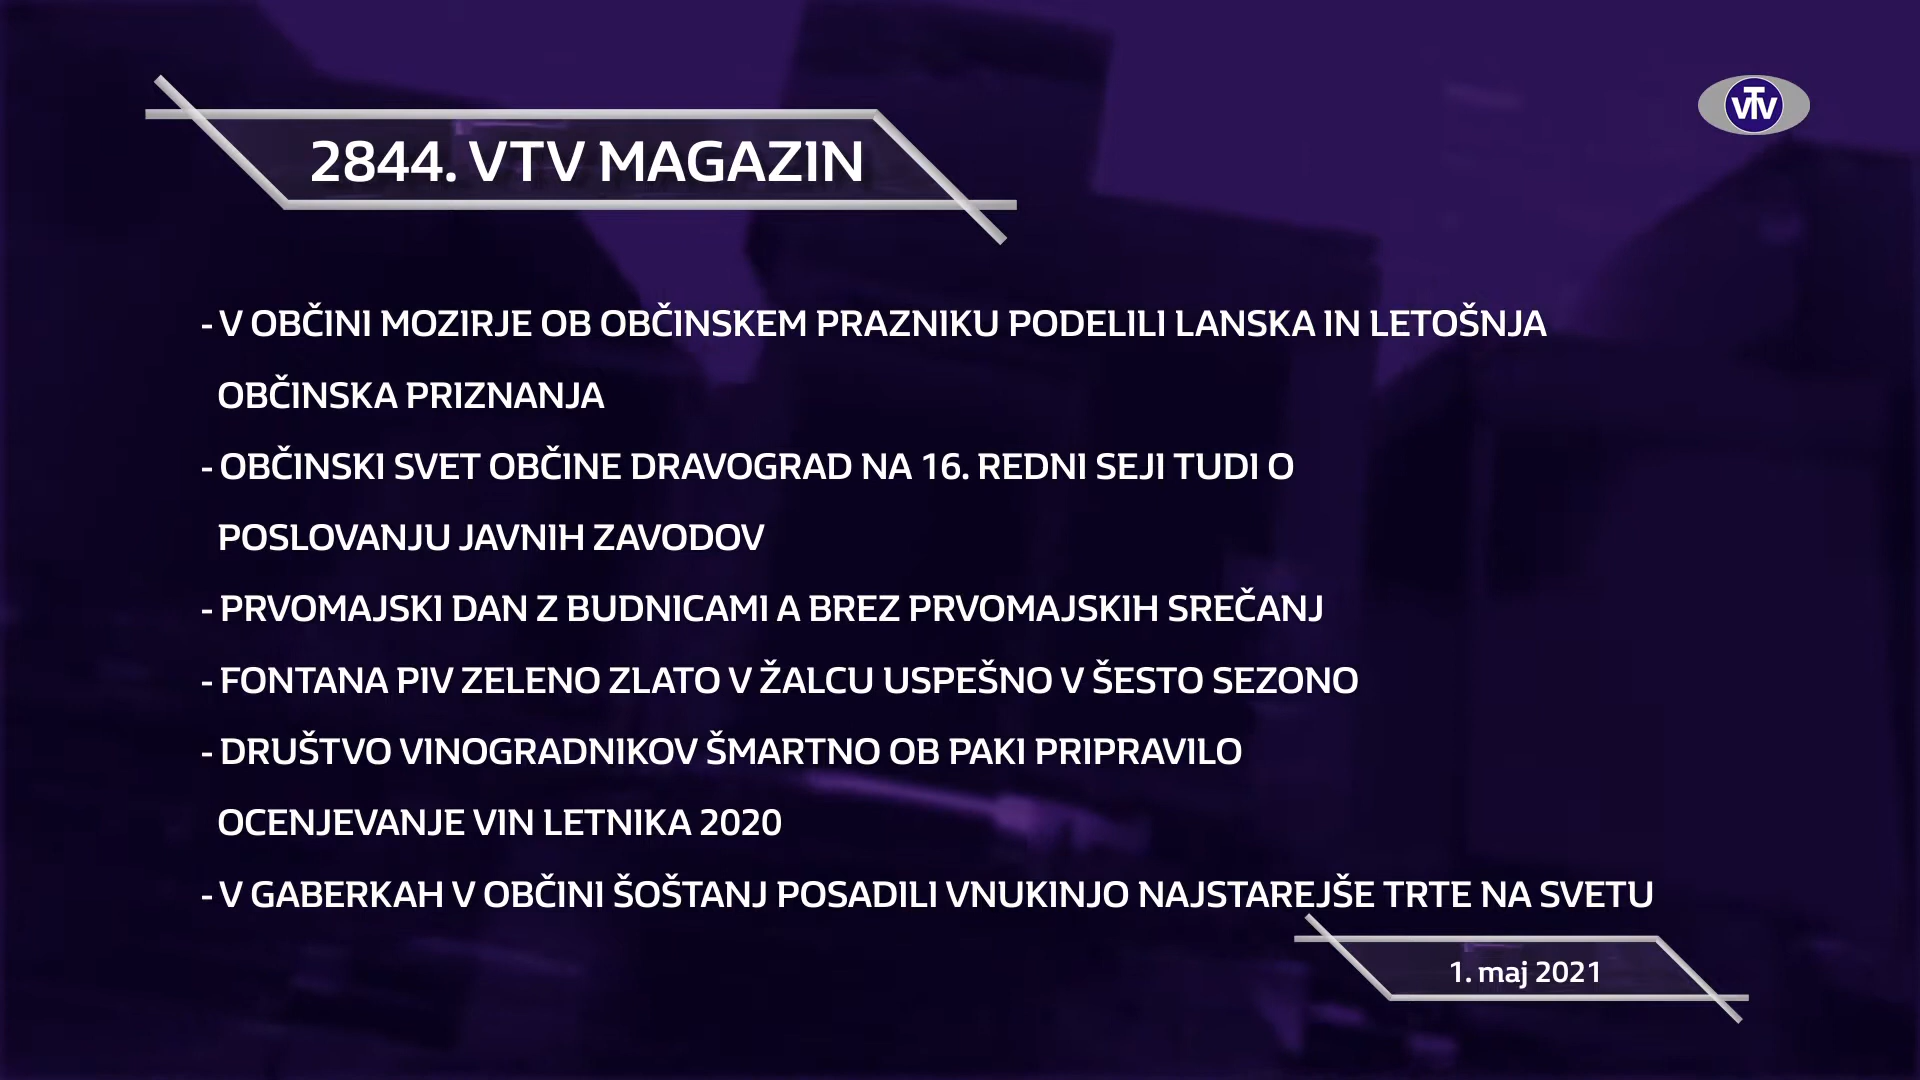 2844. VTV MAGAZIN
VTV
- V OBČINI MOZIRJE OB OBČINSKEM PRAZNIKU PODELILI LANSKA IN LETOŠNJA
OBČINSKA PRIZNANJA
- OBČINSKI SVET OBČINE DRAVOGRAD NA 16. REDNI SEJI TUDI O
POSLOVANJU JAVNIH ZAVODOV
- PRVOMAJSKI DAN Z BUDNICAMI A BREZ PRVOMAJSKIH SREČANJ
- FONTANA PIV ZELENO ZLATO V ŽALCU USPEŠNO V ŠESTO SEZONO
- DRUŠTVO VINOGRADNIKOV ŠMARTNO OB PAKI PRIPRAVILO
OCENJEVANJE VIN LETNIKA 2020
- V GABERKAH V OBČINI ŠOŠTANJ POSADILI VNUKINJO NAJSTAREJŠE TRTE NA SVETU
1. maj 2021